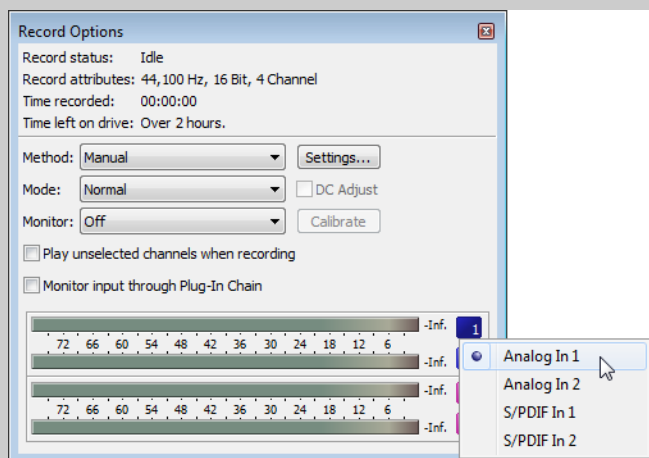 Record Options
Record status: Idle
Record attributes: 44,100 Hz, 16 Bit, 4 Channel
Time recorded: 00:00:00
Time left on drive: Over 2 hours.
Method: Manual Settings...
Mode: Normal DC Adjust
Monitor: Off Calibrate
Play unselected channels when recording
Monitor input through Plug-In Chain
-Inf. 1
72 66 60 54 48 42 36 30 24 18 12 6
-Inf.
-Inf.
72 66 60 54 48 42 36 30 24 18 12 6
-Inf.
Analog In 1
Analog In 2
S/PDIF In 1
S/PDIF In 2